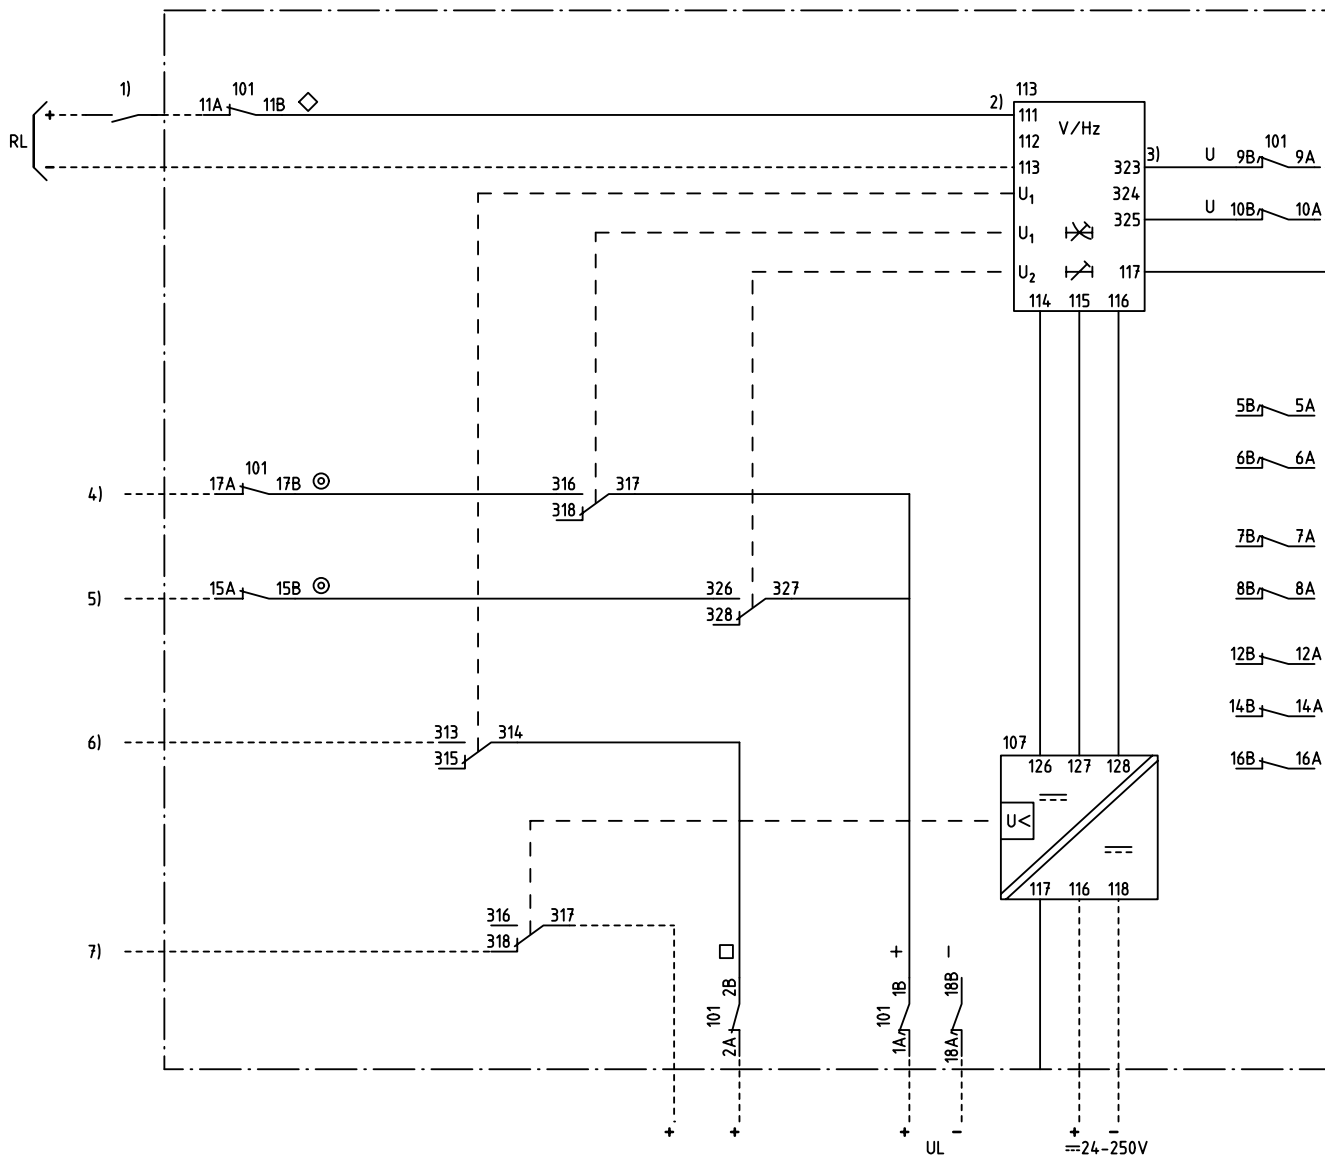 1) 101 113
11A 11B 2) 111
V/Hz
RL 112 3) U 9B 101 9A
113 323
U1 324
325 U 10B 10A
U1
U2 117
114 115 116
5B 5A
6B 6A
101
4) 17A 17B 316 317
318
7B 7A
5) 15A 15B 326 327 8B 8A
328
12B 12A
14B 14A
6) 313 314
315
107
126 127 128 16B 16A
U<
117 116 118
316 317
7) 318
+ −
101 2B 2A
101 1B 1A
18B 18A
+ + + − + −
UL ⎓24-250V